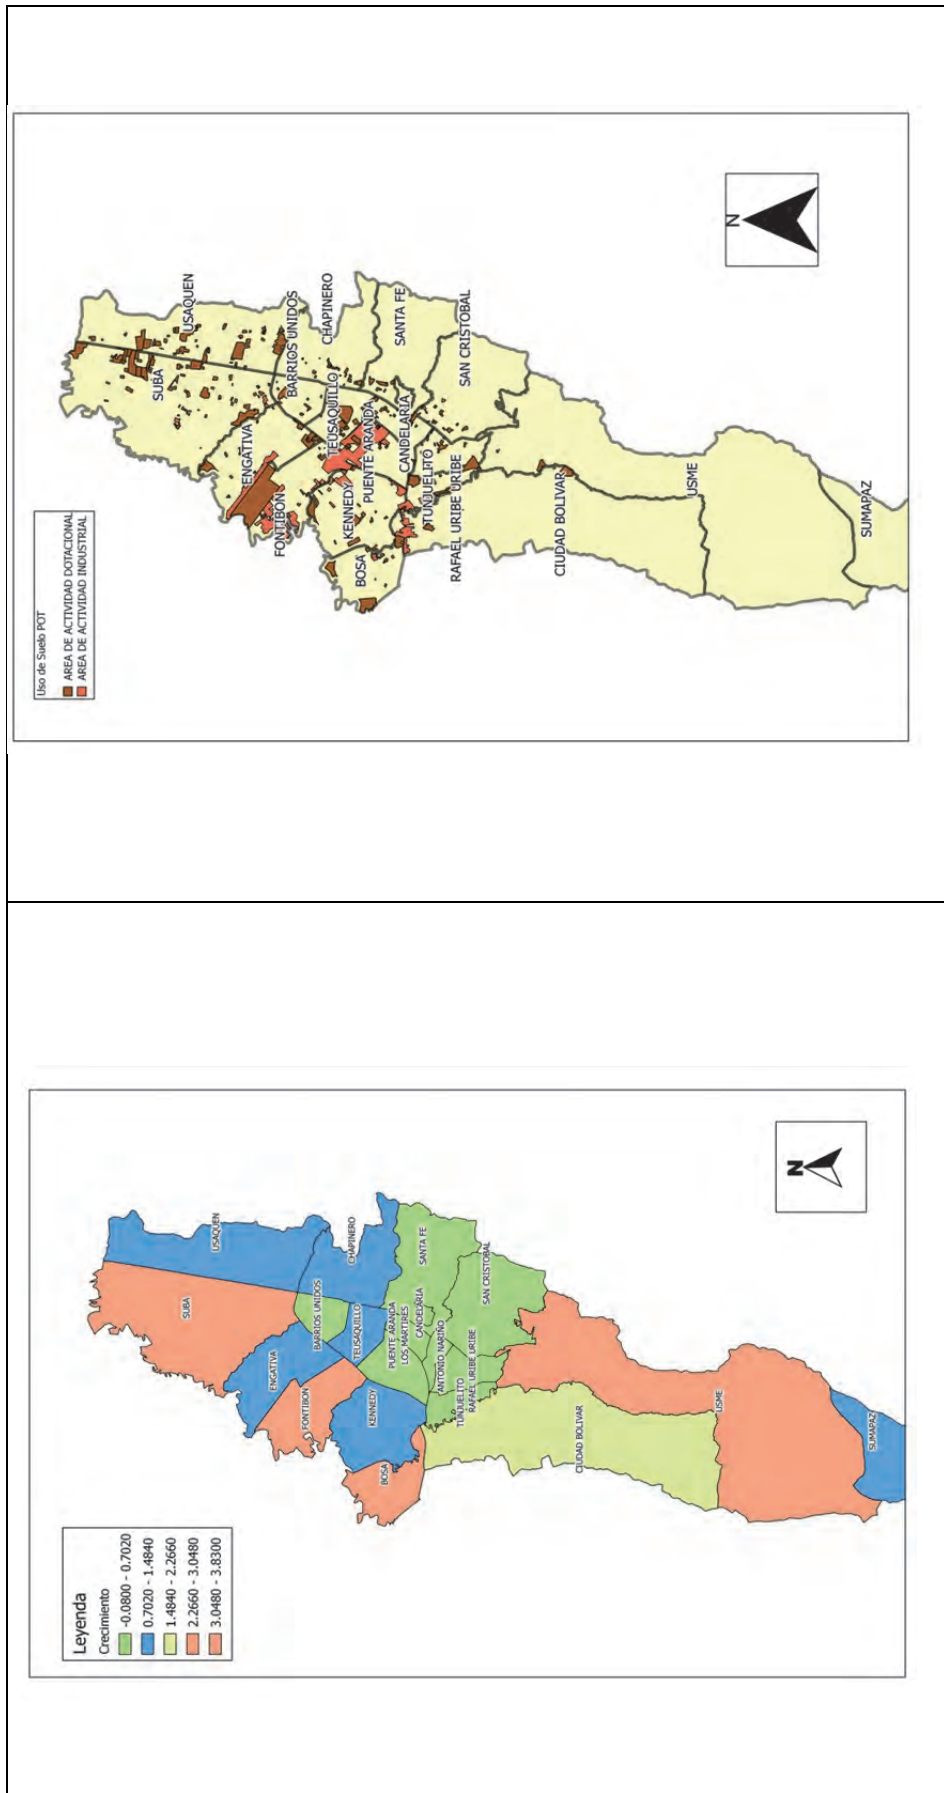 Uso de Suelo POT
AREA DE ACTIVIDAD DOTACIONAL
AREA DE ACTIVIDAD INDUSTRIAL
N
USAQUEN
SUBA
BARRIOS UNIDOS
CHAPINERO
ENGATIVA
TEUSAQUILLO
SANTA FE
FONTIBON
PUENTE ARANDA
KENNEDY
CANDELARIA
SAN CRISTOBAL
BOSA
TUNJUELITO
RAFAEL URIBE URIBE
CIUDAD BOLIVAR
USME
SUMAPAZ
Leyenda
Crecimiento
-0.0800 - 0.7020
0.7020 - 1.4840
1.4840 - 2.2660
2.2660 - 3.0480
3.0480 - 3.8300
N
USAQUEN
SUBA
BARRIOS UNIDOS
CHAPINERO
ENGATIVA
TEUSAQUILLO
FONTIBON
PUENTE ARANDA
LOS MARTIRES
SANTA FE
CANDELARIA
KENNEDY
ANTONIO NARIÑO
SAN CRISTOBAL
BOSA
TUNJUELITO
RAFAEL URIBE URIBE
CIUDAD BOLIVAR
USME
SUMAPAZ